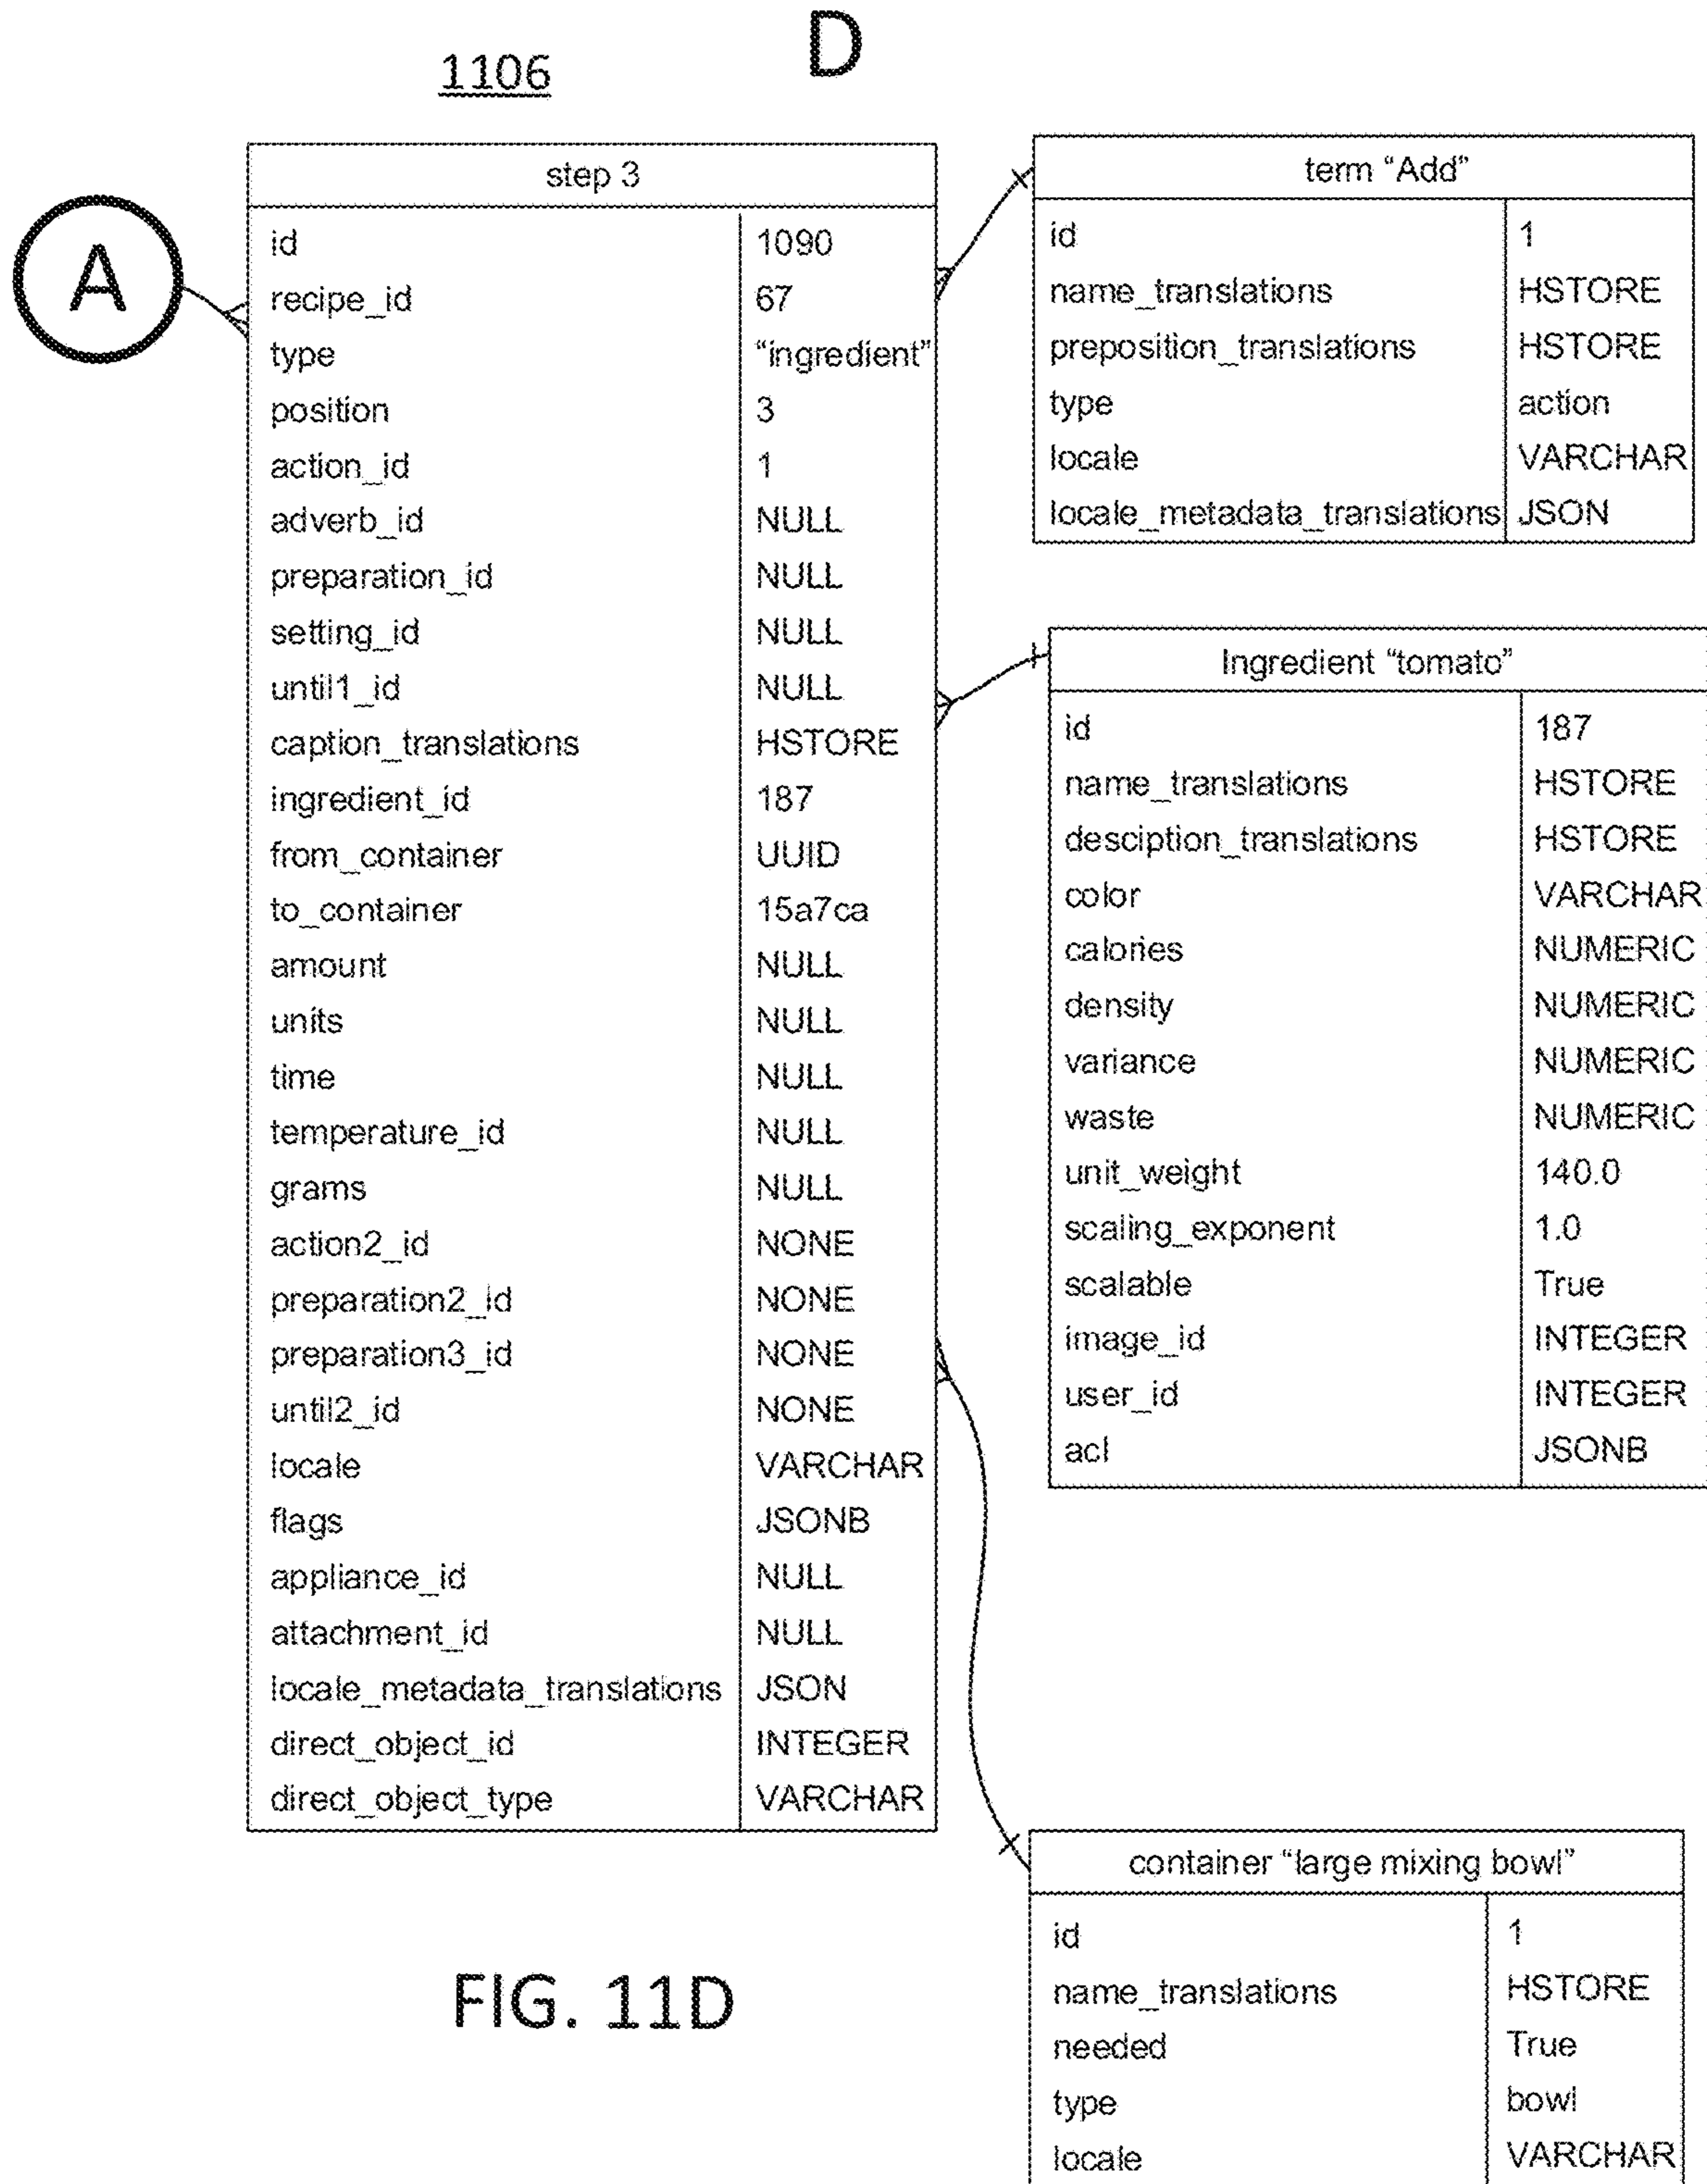 D
1106
A
step 3
id 1090
recipe_id 67
type “ingredient”
position 3
action_id 1
adverb_id NULL
preparation_id NULL
setting_id NULL
until1_id NULL
caption_translations HSTORE
ingredient_id 187
from_container UUID
to_container 15a7ca
amount NULL
units NULL
time NULL
temperature_id NULL
grams NULL
action2_id NONE
preparation2_id NONE
preparation3_id NONE
until2_id NONE
locale VARCHAR
flags JSONB
appliance_id NULL
attachment_id NULL
locale_metadata_translations JSON
direct_object_id INTEGER
direct_object_type VARCHAR
term “Add”
id 1
name_translations HSTORE
preposition_translations HSTORE
type action
locale VARCHAR
locale_metadata_translations JSON
Ingredient “tomato”
id 187
name_translations HSTORE
desciption_translations HSTORE
color VARCHAR
calories NUMERIC
density NUMERIC
variance NUMERIC
waste NUMERIC
unit_weight 140.0
scaling_exponent 1.0
scalable True
image_id INTEGER
user_id INTEGER
acl JSONB
container “large mixing bowl”
id 1
name_translations HSTORE
needed True
type bowl
locale VARCHAR
FIG. 11D